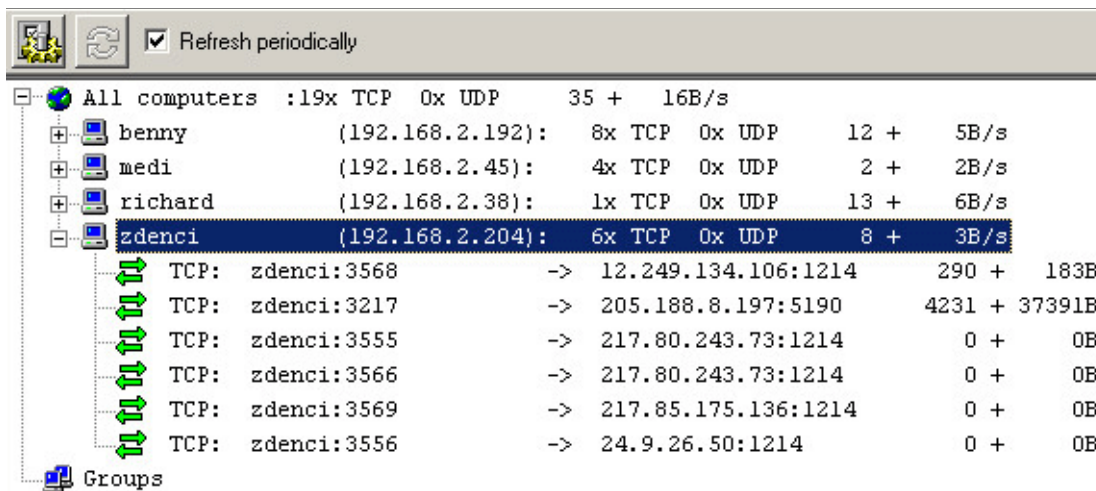 Refresh periodically
All computers :19x TCP 0x UDP 35 + 16B/s
benny (192.168.2.192): 8x TCP 0x UDP 12 + 5B/s
medi (192.168.2.45): 4x TCP 0x UDP 2 + 2B/s
richard (192.168.2.38): 1x TCP 0x UDP 13 + 6B/s
zdenci (192.168.2.204): 6x TCP 0x UDP 8 + 3B/s
TCP: zdenci:3568 -> 12.249.134.106:1214 290 + 183B
TCP: zdenci:3217 -> 205.188.8.197:5190 4231 + 37391B
TCP: zdenci:3555 -> 217.80.243.73:1214 0 + 0B
TCP: zdenci:3566 -> 217.80.243.73:1214 0 + 0B
TCP: zdenci:3569 -> 217.85.175.136:1214 0 + 0B
TCP: zdenci:3556 -> 24.9.26.50:1214 0 + 0B
Groups